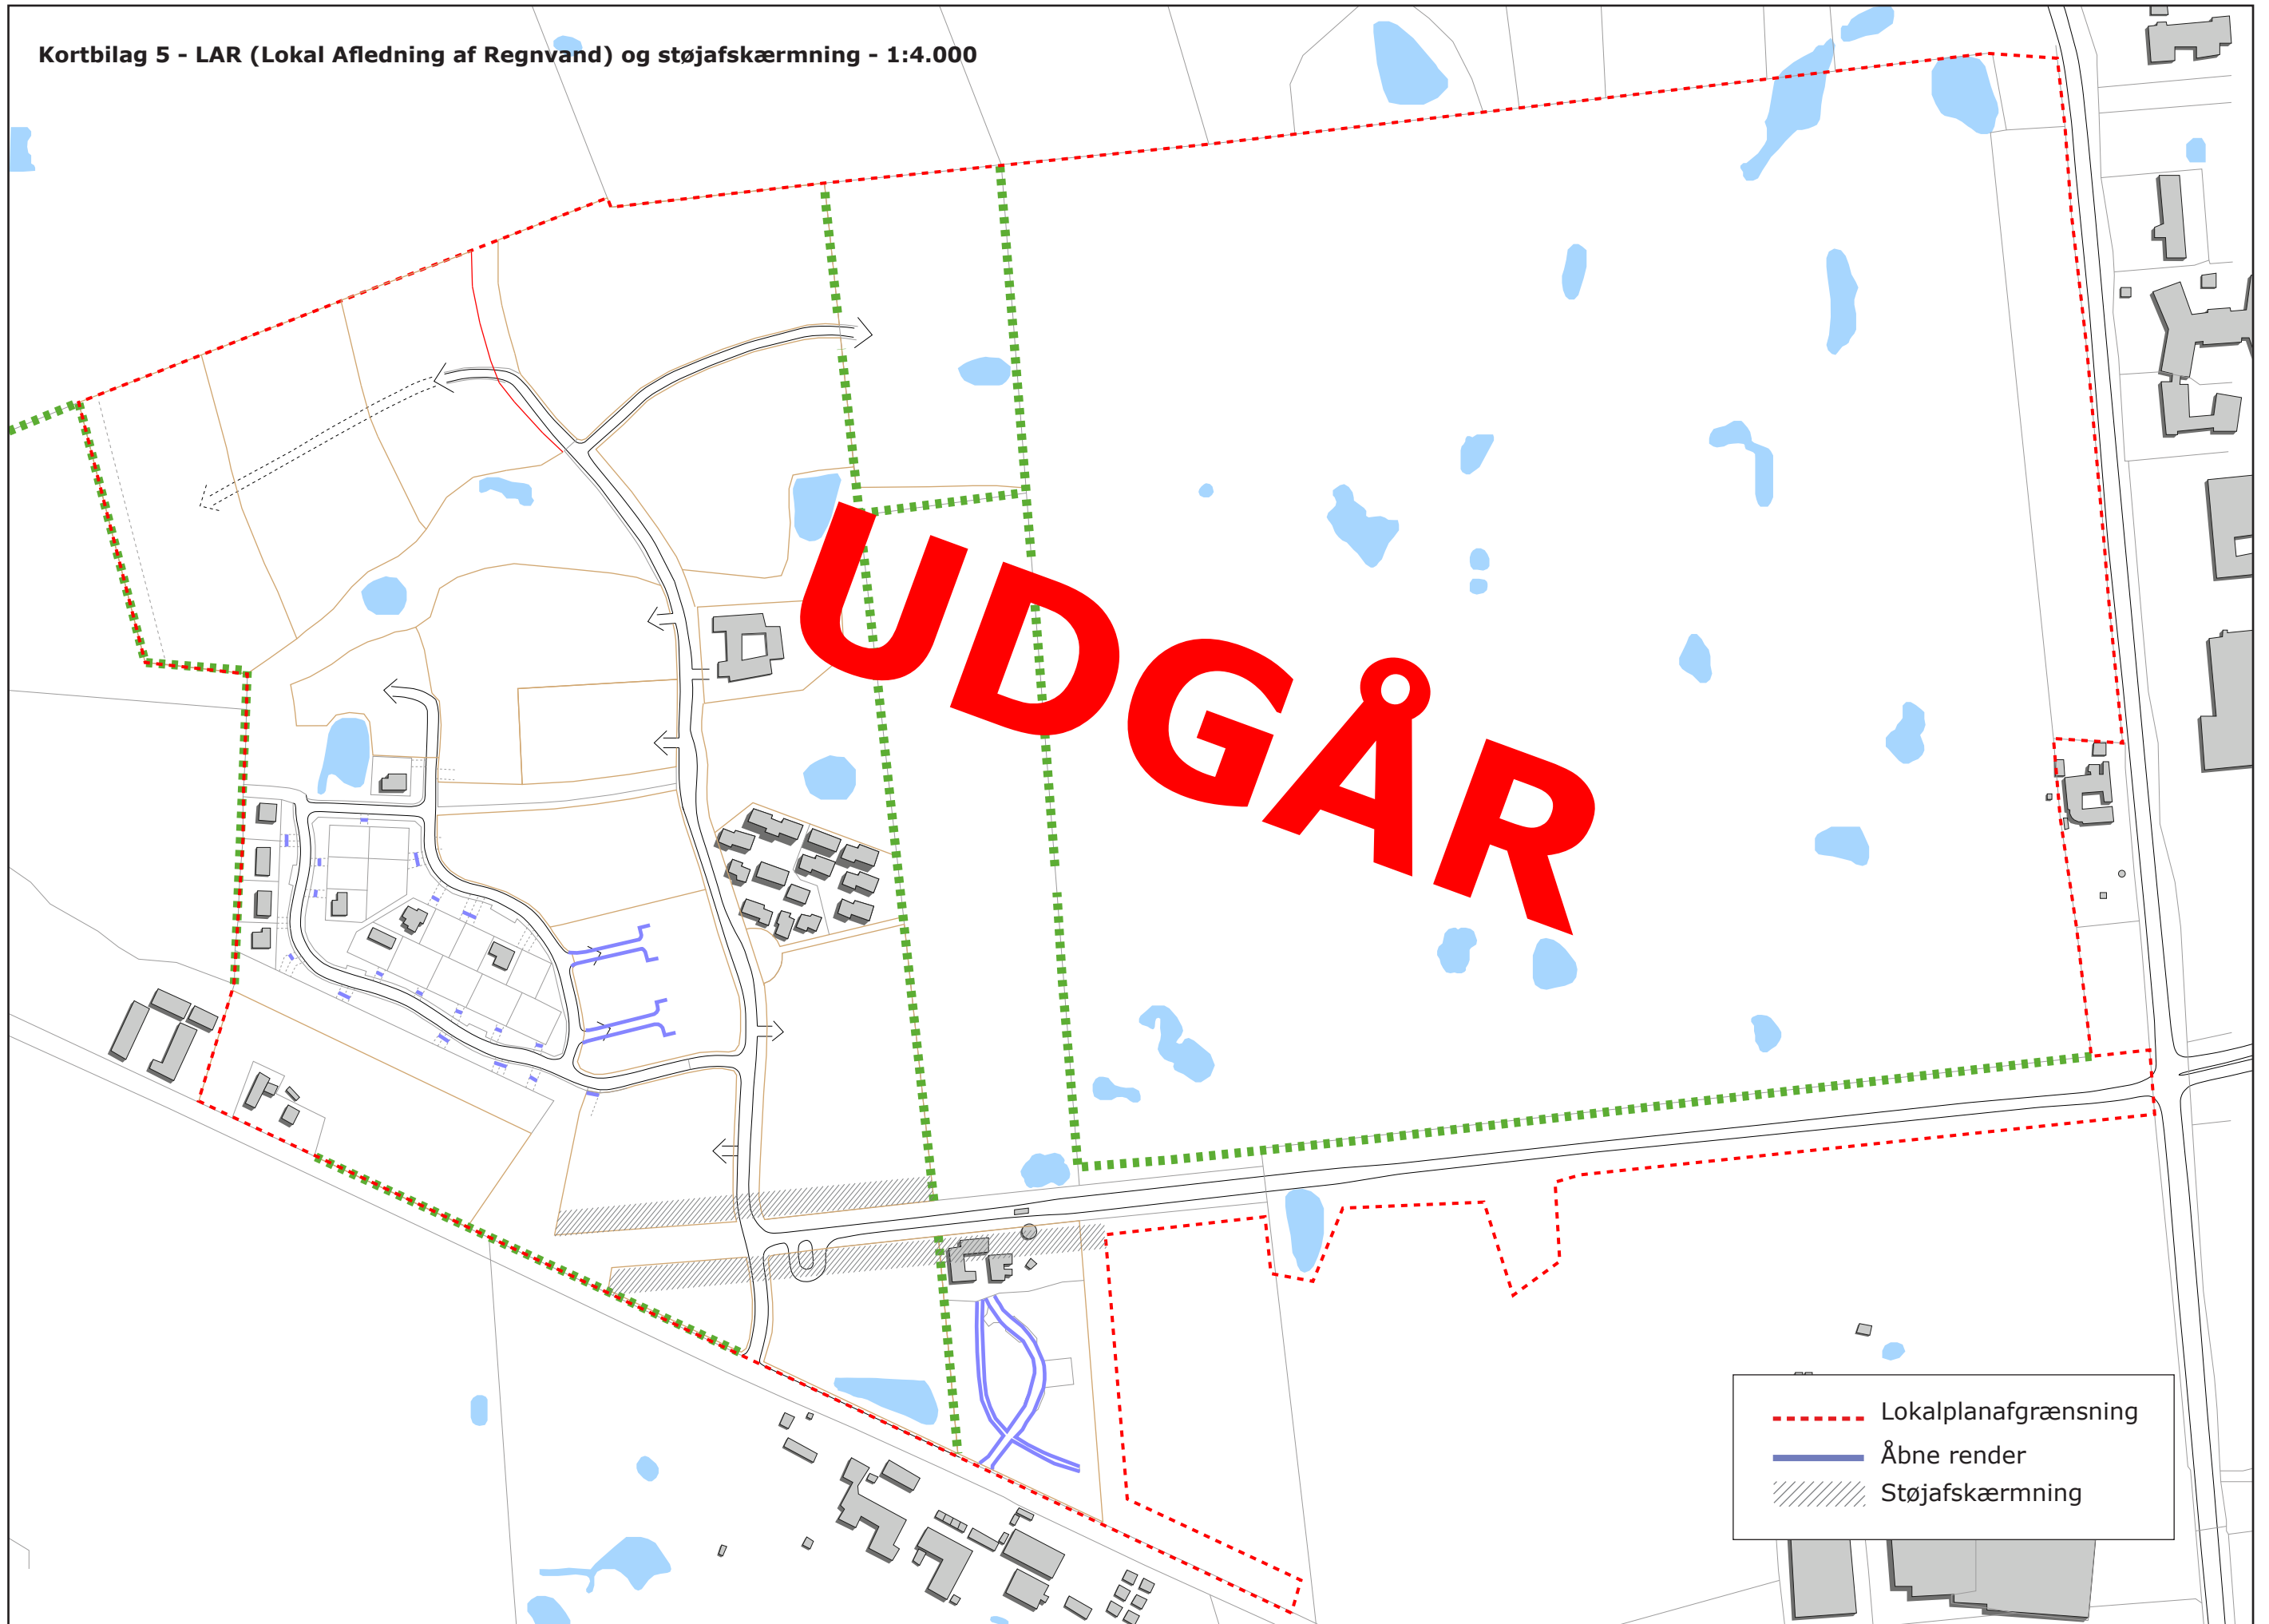 Kortbilag 5 - LAR (Lokal Afledning af Regnvand) og støjafskærmning - 1:4.000
UDGÅR
Lokalplanafgrænsning
Åbne render
Støjafskærmning